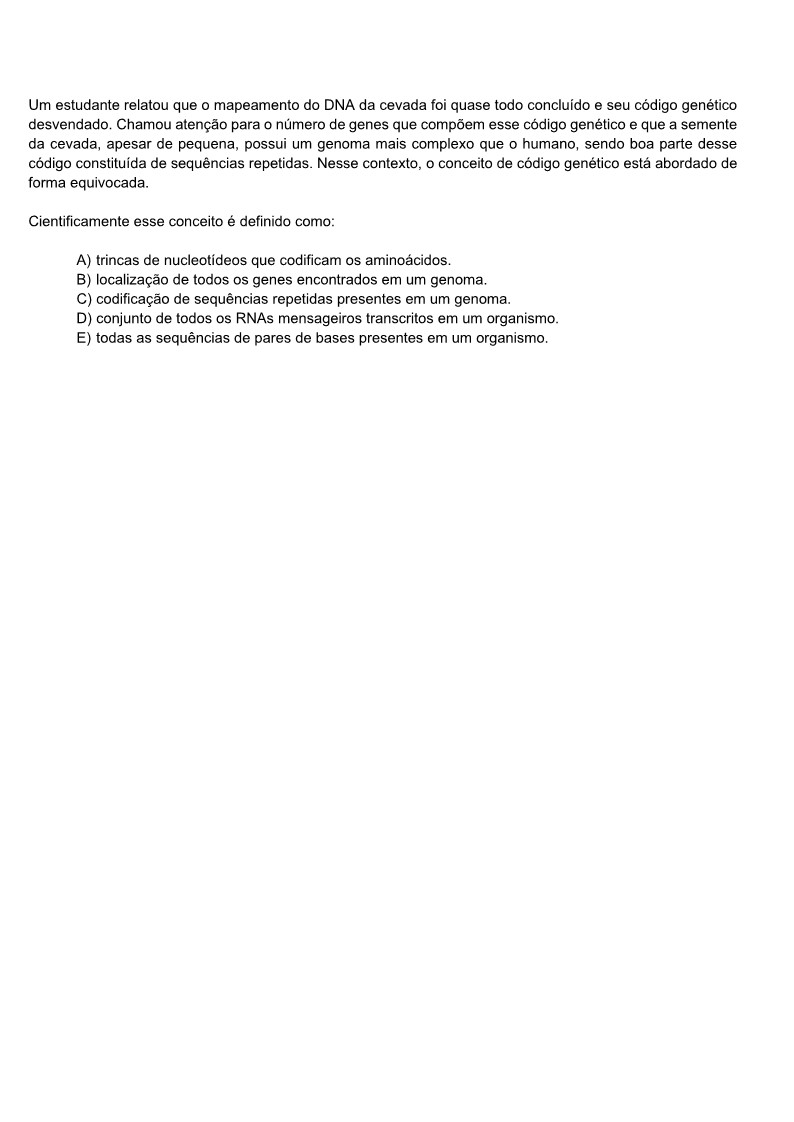 Um estudante relatou que o mapeamento do DNA da cevada foi quase todo concluído e seu código genético
desvendado. Chamou atenção para o número de genes que compõem esse código genético e que a semente
da cevada, apesar de pequena, possui um genoma mais complexo que o humano, sendo boa parte desse
código constituída de sequências repetidas. Nesse contexto, o conceito de código genético está abordado de
forma equivocada.
Cientificamente esse conceito é definido como:
A) trincas de nucleotídeos que codificam os aminoácidos.
B) localização de todos os genes encontrados em um genoma.
C) codificação de sequências repetidas presentes em um genoma.
D) conjunto de todos os RNAs mensageiros transcritos em um organismo.
E) todas as sequências de pares de bases presentes em um organismo.